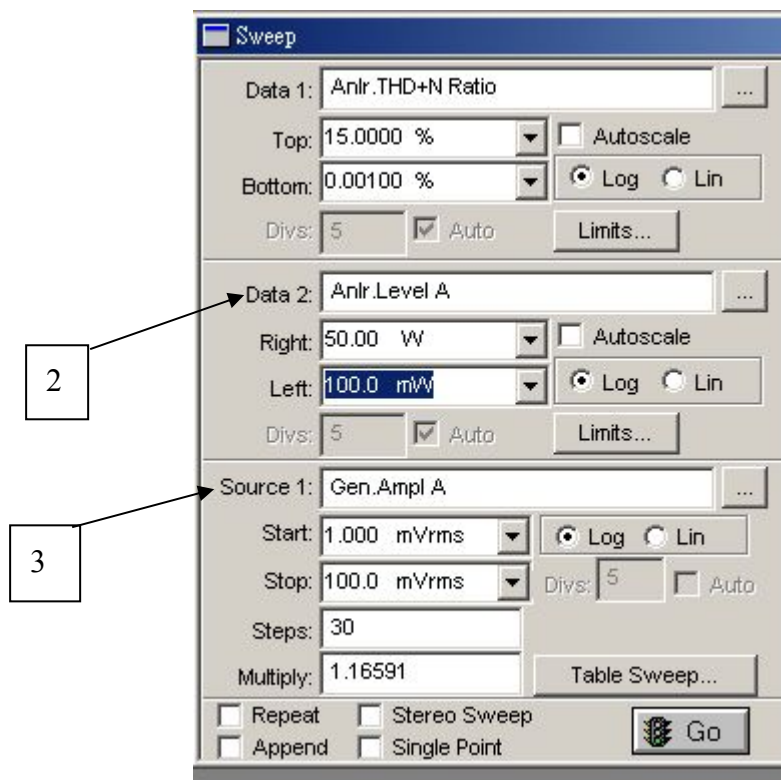 Sweep
Data 1: Anlr.THD+N Ratio ...
Top: 15.0000 % Autoscale
Bottom: 0.00100 % Log Lin
Divs: 5 Auto Limits...
Data 2: Anlr.Level A ...
Right: 50.00 W Autoscale
2
Left: 100.0 mW Log Lin
Divs: 5 Auto Limits...
Source 1: Gen.Ampl A ...
Start: 1.000 mVrms Log Lin
3
Stop: 100.0 mVrms Divs: 5 Auto
Steps: 30
Multiply: 1.16591 Table Sweep...
Repeat Stereo Sweep Go
Append Single Point